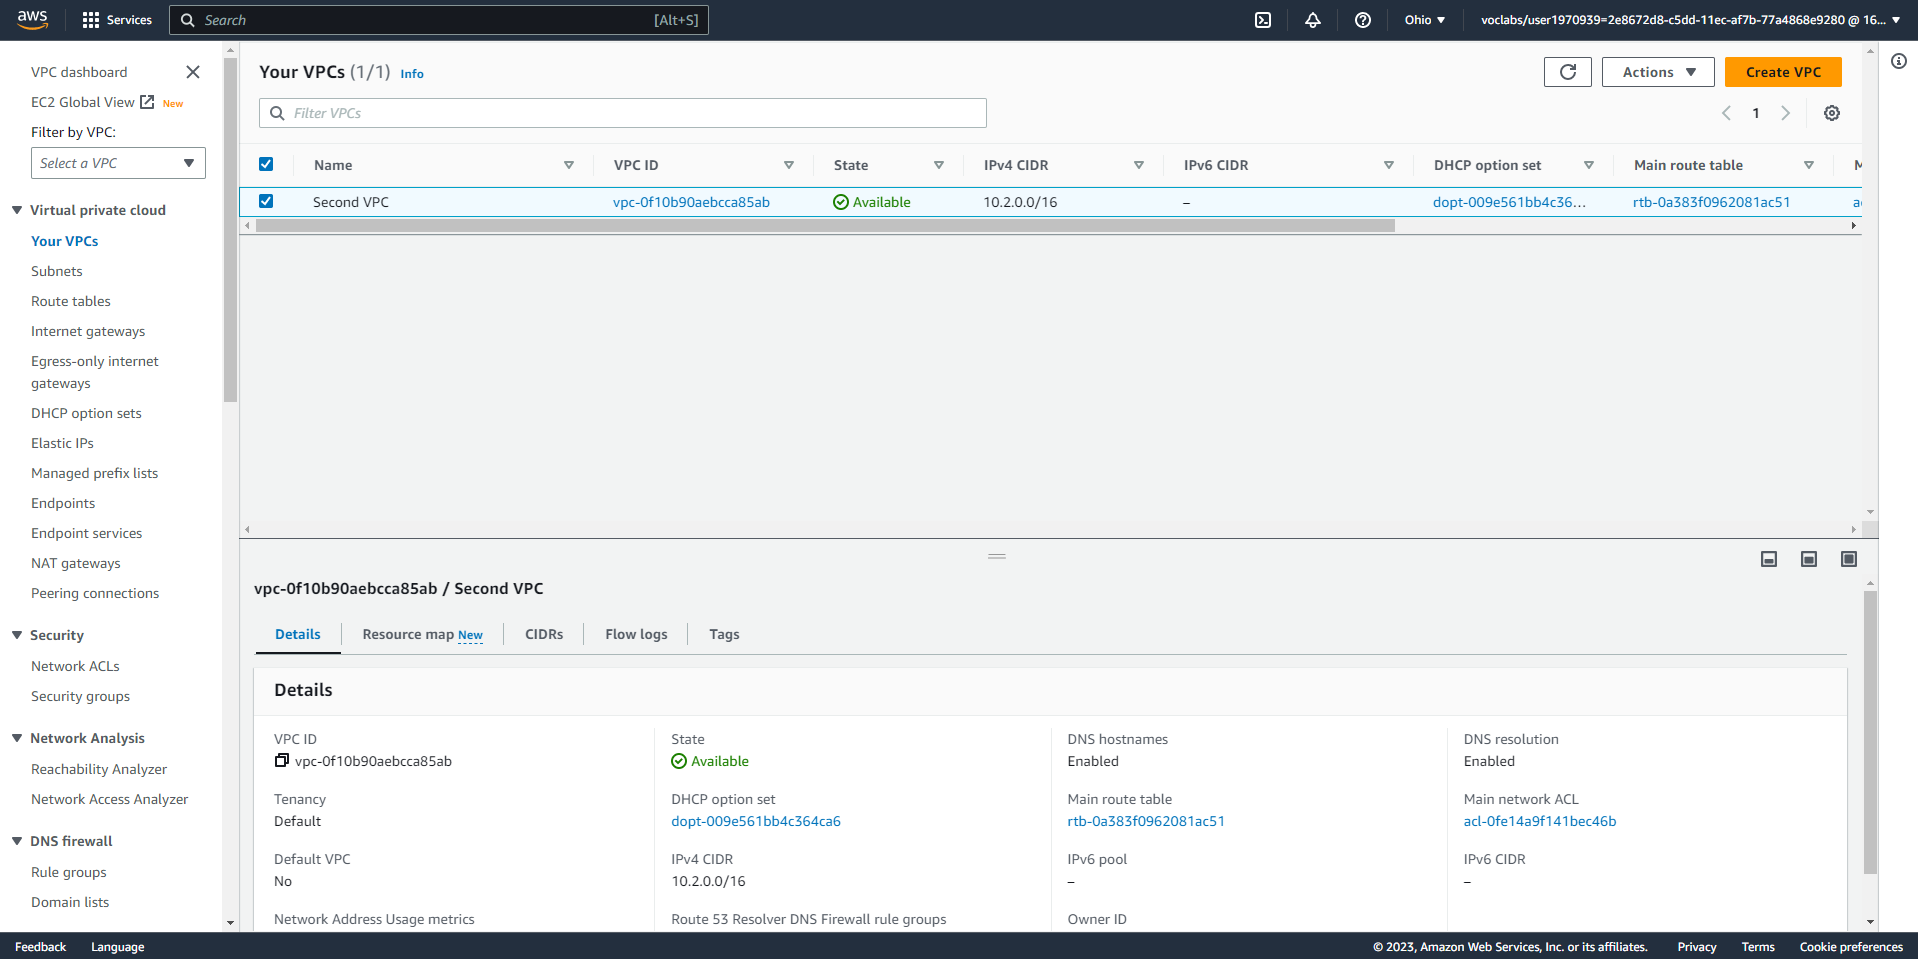 aws
Services
Search [Alt+S]
Ohio
voclabs/user1970939=2e8672d8-c5dd-11ec-af7b-77a4868e9280 @ 16...
VPC dashboard
EC2 Global View New
Filter by VPC:
Select a VPC
Virtual private cloud
Your VPCs
Subnets
Route tables
Internet gateways
Egress-only internet
gateways
DHCP option sets
Elastic IPs
Managed prefix lists
Endpoints
Endpoint services
NAT gateways
Peering connections
Security
Network ACLs
Security groups
Network Analysis
Reachability Analyzer
Network Access Analyzer
DNS firewall
Rule groups
Domain lists
Your VPCs (1/1) Info
Actions
Create VPC
Filter VPCs
1
Name VPC ID State IPv4 CIDR IPv6 CIDR DHCP option set Main route table M
Second VPC vpc-0f10b90aebcca85ab Available 10.2.0.0/16 – dopt-009e561bb4c36... rtb-0a383f0962081ac51 a
vpc-0f10b90aebcca85ab / Second VPC
Details Resource map New CIDRs Flow logs Tags
Details
VPC ID
vpc-0f10b90aebcca85ab
State
Available
DNS hostnames
Enabled
DNS resolution
Enabled
Tenancy
Default
DHCP option set
dopt-009e561bb4c364ca6
Main route table
rtb-0a383f0962081ac51
Main network ACL
acl-0fe14a9f141bec46b
Default VPC
No
IPv4 CIDR
10.2.0.0/16
IPv6 pool
–
IPv6 CIDR
–
Network Address Usage metrics
Route 53 Resolver DNS Firewall rule groups
Owner ID
Feedback Language
© 2023, Amazon Web Services, Inc. or its affiliates. Privacy Terms Cookie preferences